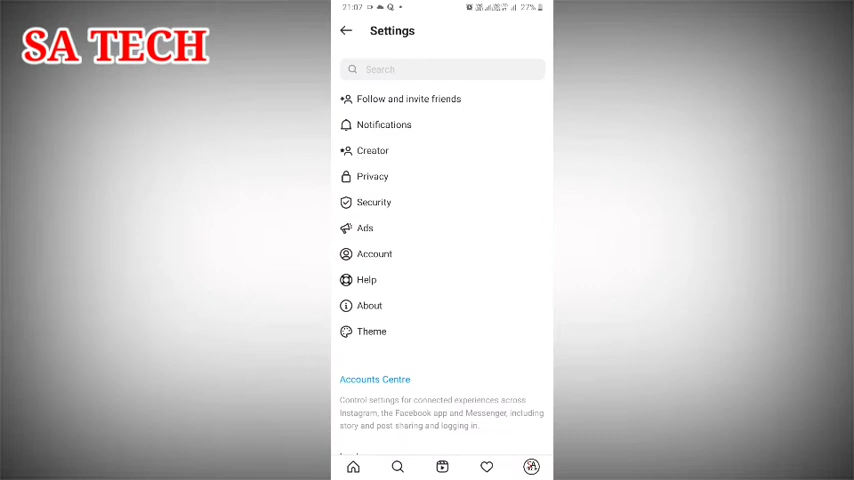 SA TECH
21:07
27%
Settings
Search
Follow and invite friends
Notifications
Creator
Privacy
Security
Ads
Account
Help
About
Theme
Accounts Centre
Control settings for connected experiences across
Instagram, the Facebook app and Messenger, including
story and post sharing and logging in.